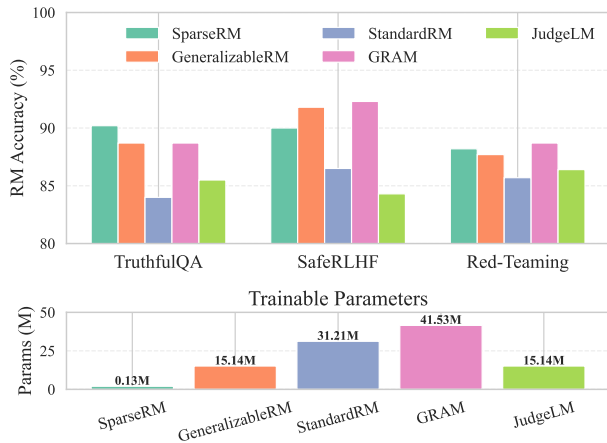 100
95
90
85
80
RM Accuracy (%)
SparseRM
StandardRM
JudgeLM
GeneralizableRM
GRAM
TruthfulQA
SafeRLHF
Red-Teaming
Trainable Parameters
50
25
0
Params (M)
0.13M
15.14M
31.21M
41.53M
15.14M
SparseRM
GeneralizableRM
StandardRM
GRAM
JudgeLM